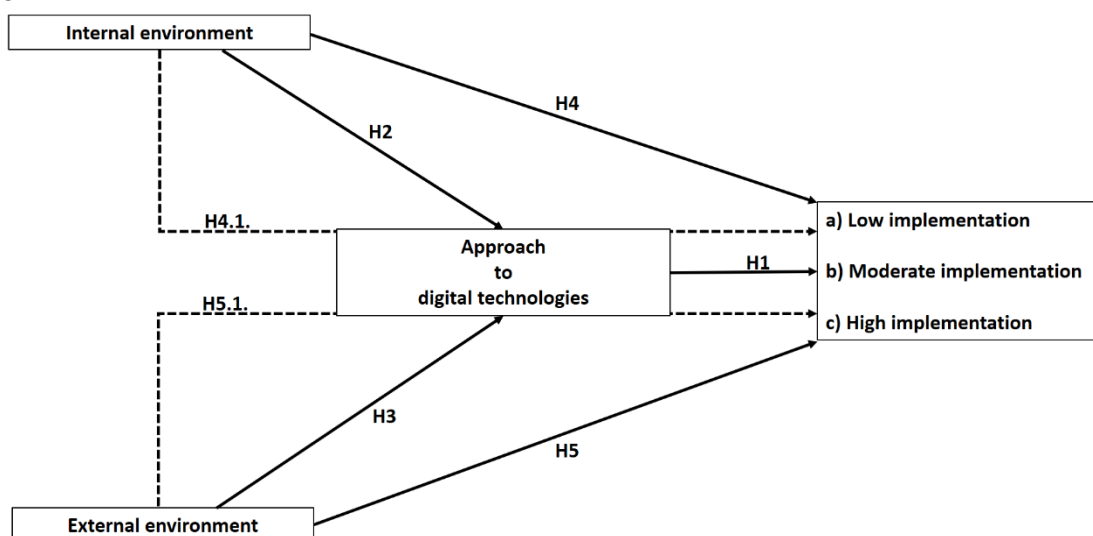 Internal environment
H4
H2
H4.1.
a) Low implementation
Approach
to
digital technologies
H1
b) Moderate implementation
H5.1.
c) High implementation
H3
H5
External environment